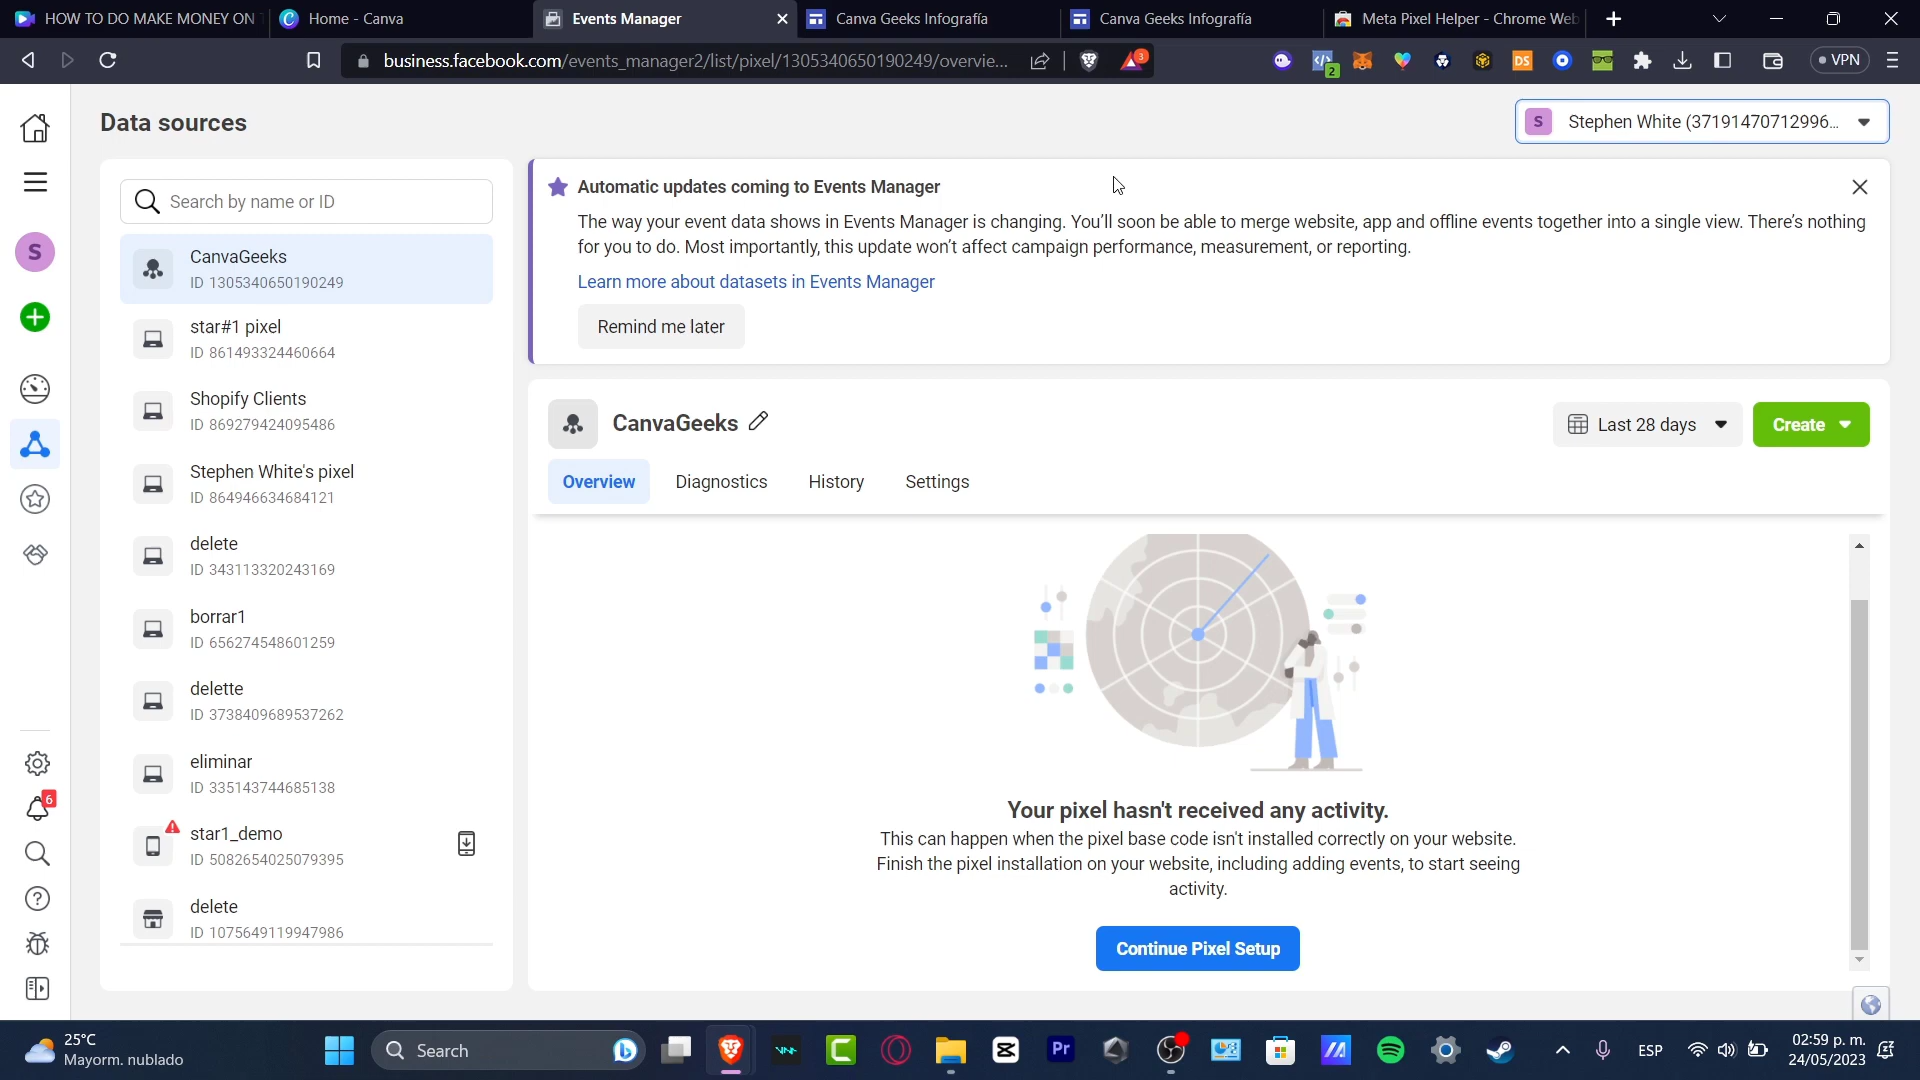 HOW TO DO MAKE MONEY ON
Home - Canva
Events Manager
Canva Geeks Infografía
Canva Geeks Infografía
Meta Pixel Helper - Chrome Web
business.facebook.com/events_manager2/list/pixel/1305340650190249/overvie...
3
2
DS
VPN
Data sources
S
Stephen White (37191470712996...
Search by name or ID
S
CanvaGeeks
ID 1305340650190249
star#1 pixel
ID 861493324460664
Shopify Clients
ID 869279424095486
Stephen White's pixel
ID 864946634684121
delete
ID 343113320243169
borrar1
ID 656274548601259
delette
ID 3738409689537262
eliminar
ID 335143744685138
star1_demo
ID 5082654025079395
delete
ID 1075649119947986
6
Automatic updates coming to Events Manager
The way your event data shows in Events Manager is changing. You'll soon be able to merge website, app and offline events together into a single view. There's nothing
for you to do. Most importantly, this update won't affect campaign performance, measurement, or reporting.
Learn more about datasets in Events Manager
Remind me later
CanvaGeeks
Last 28 days
Create
Overview
Diagnostics
History
Settings
Your pixel hasn't received any activity.
This can happen when the pixel base code isn't installed correctly on your website.
Finish the pixel installation on your website, including adding events, to start seeing
activity.
Continue Pixel Setup
25°C
Mayorm. nublado
Search
Pr
ESP
02:59 p. m.
24/05/2023